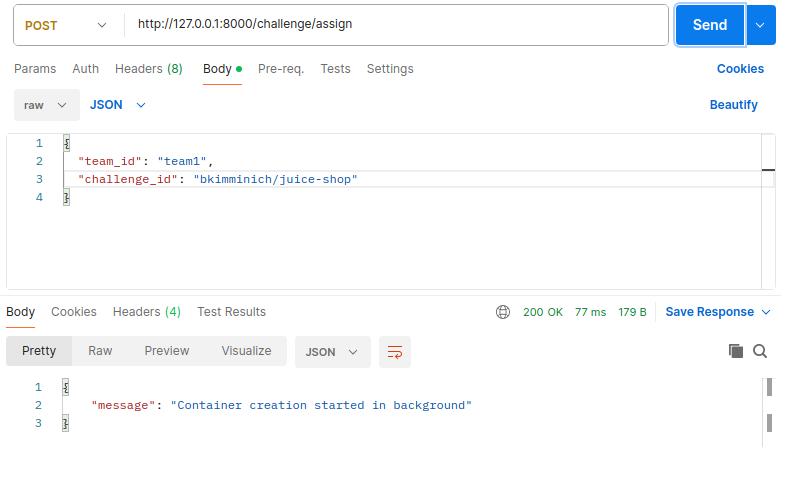 POST http://127.0.0.1:8000/challenge/assign Send
Params Auth Headers (8) Body Pre-req. Tests Settings Cookies
raw JSON Beautify
1 {
2 "team_id": "team1",
3 "challenge_id": "bkimminich/juice-shop"
4 }
Body Cookies Headers (4) Test Results 200 OK 77 ms 179 B Save Response
Pretty Raw Preview Visualize JSON
1 {
2 "message": "Container creation started in background"
3 }